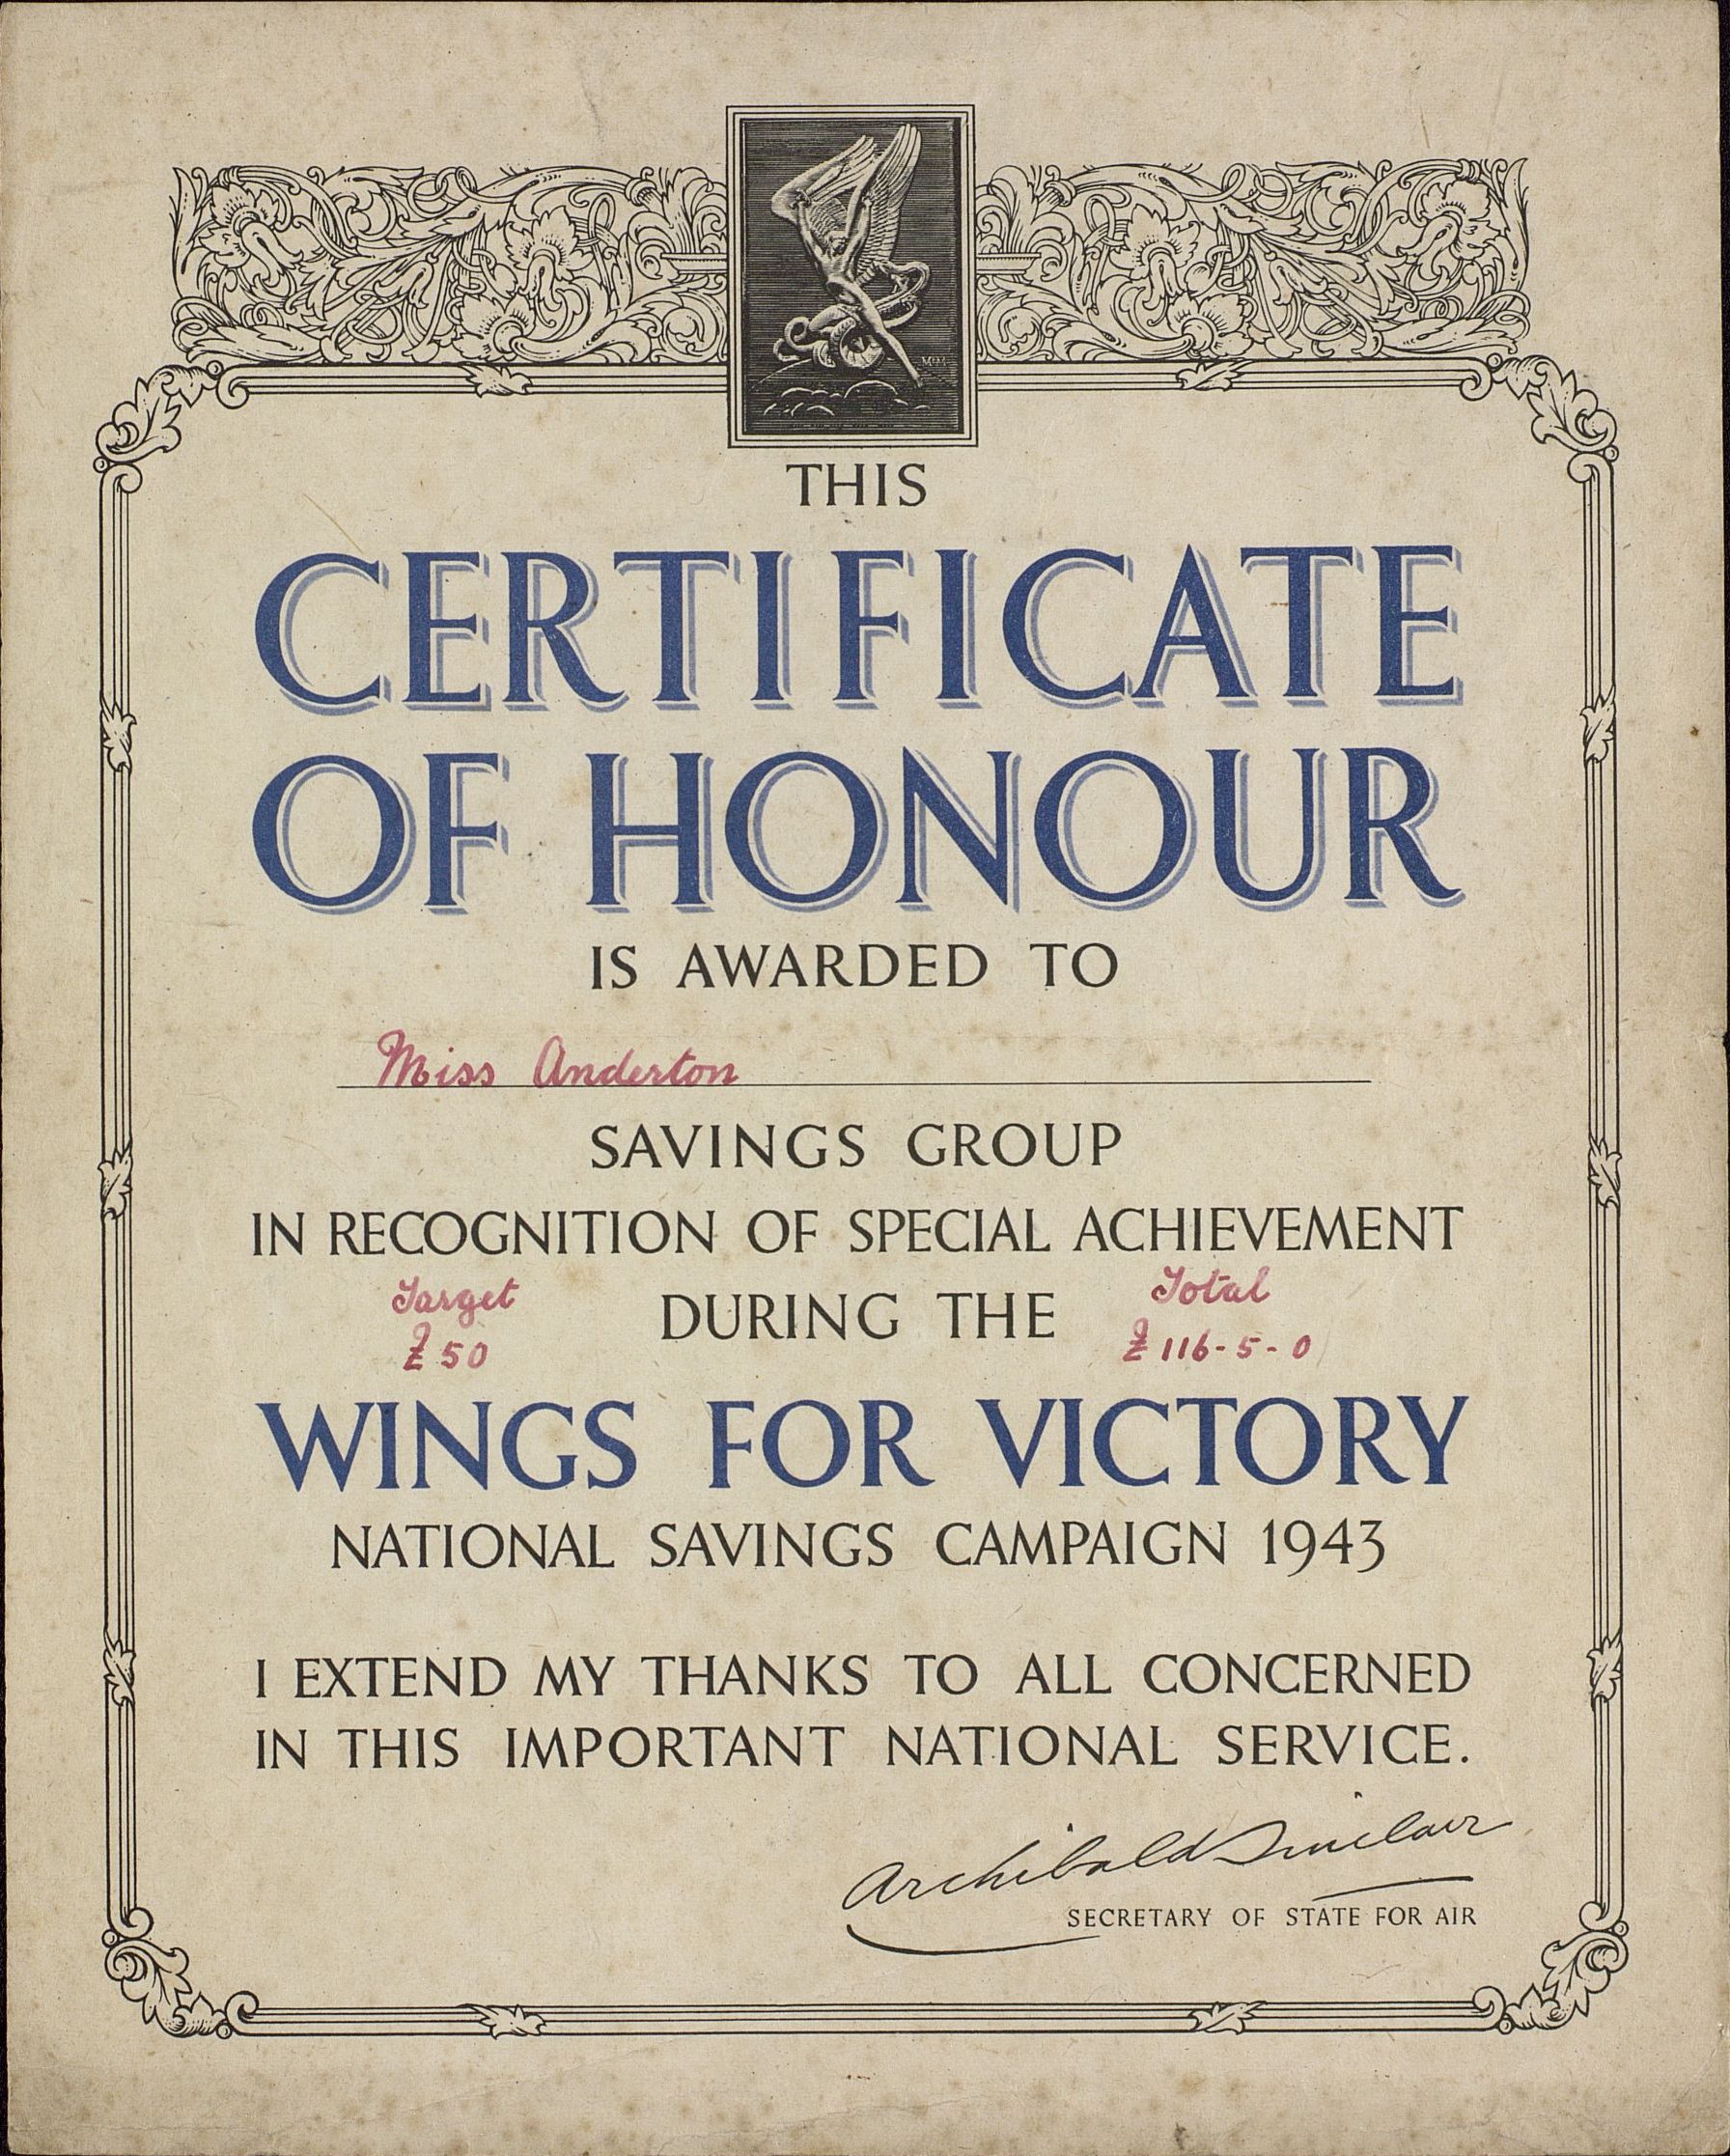 THIS
CERTIFICATE
OF HONOUR
IS AWARDED TO
Miss Anderton
SAVINGS GROUP
IN RECOGNITION OF SPECIAL ACHIEVEMENT
Target DURING THE Total
£50 £116-5-0
WINGS FOR VICTORY
NATIONAL SAVINGS CAMPAIGN 1943
I EXTEND MY THANKS TO ALL CONCERNED
IN THIS IMPORTANT NATIONAL SERVICE.
Archibald Sinclair
SECRETARY OF STATE FOR AIR